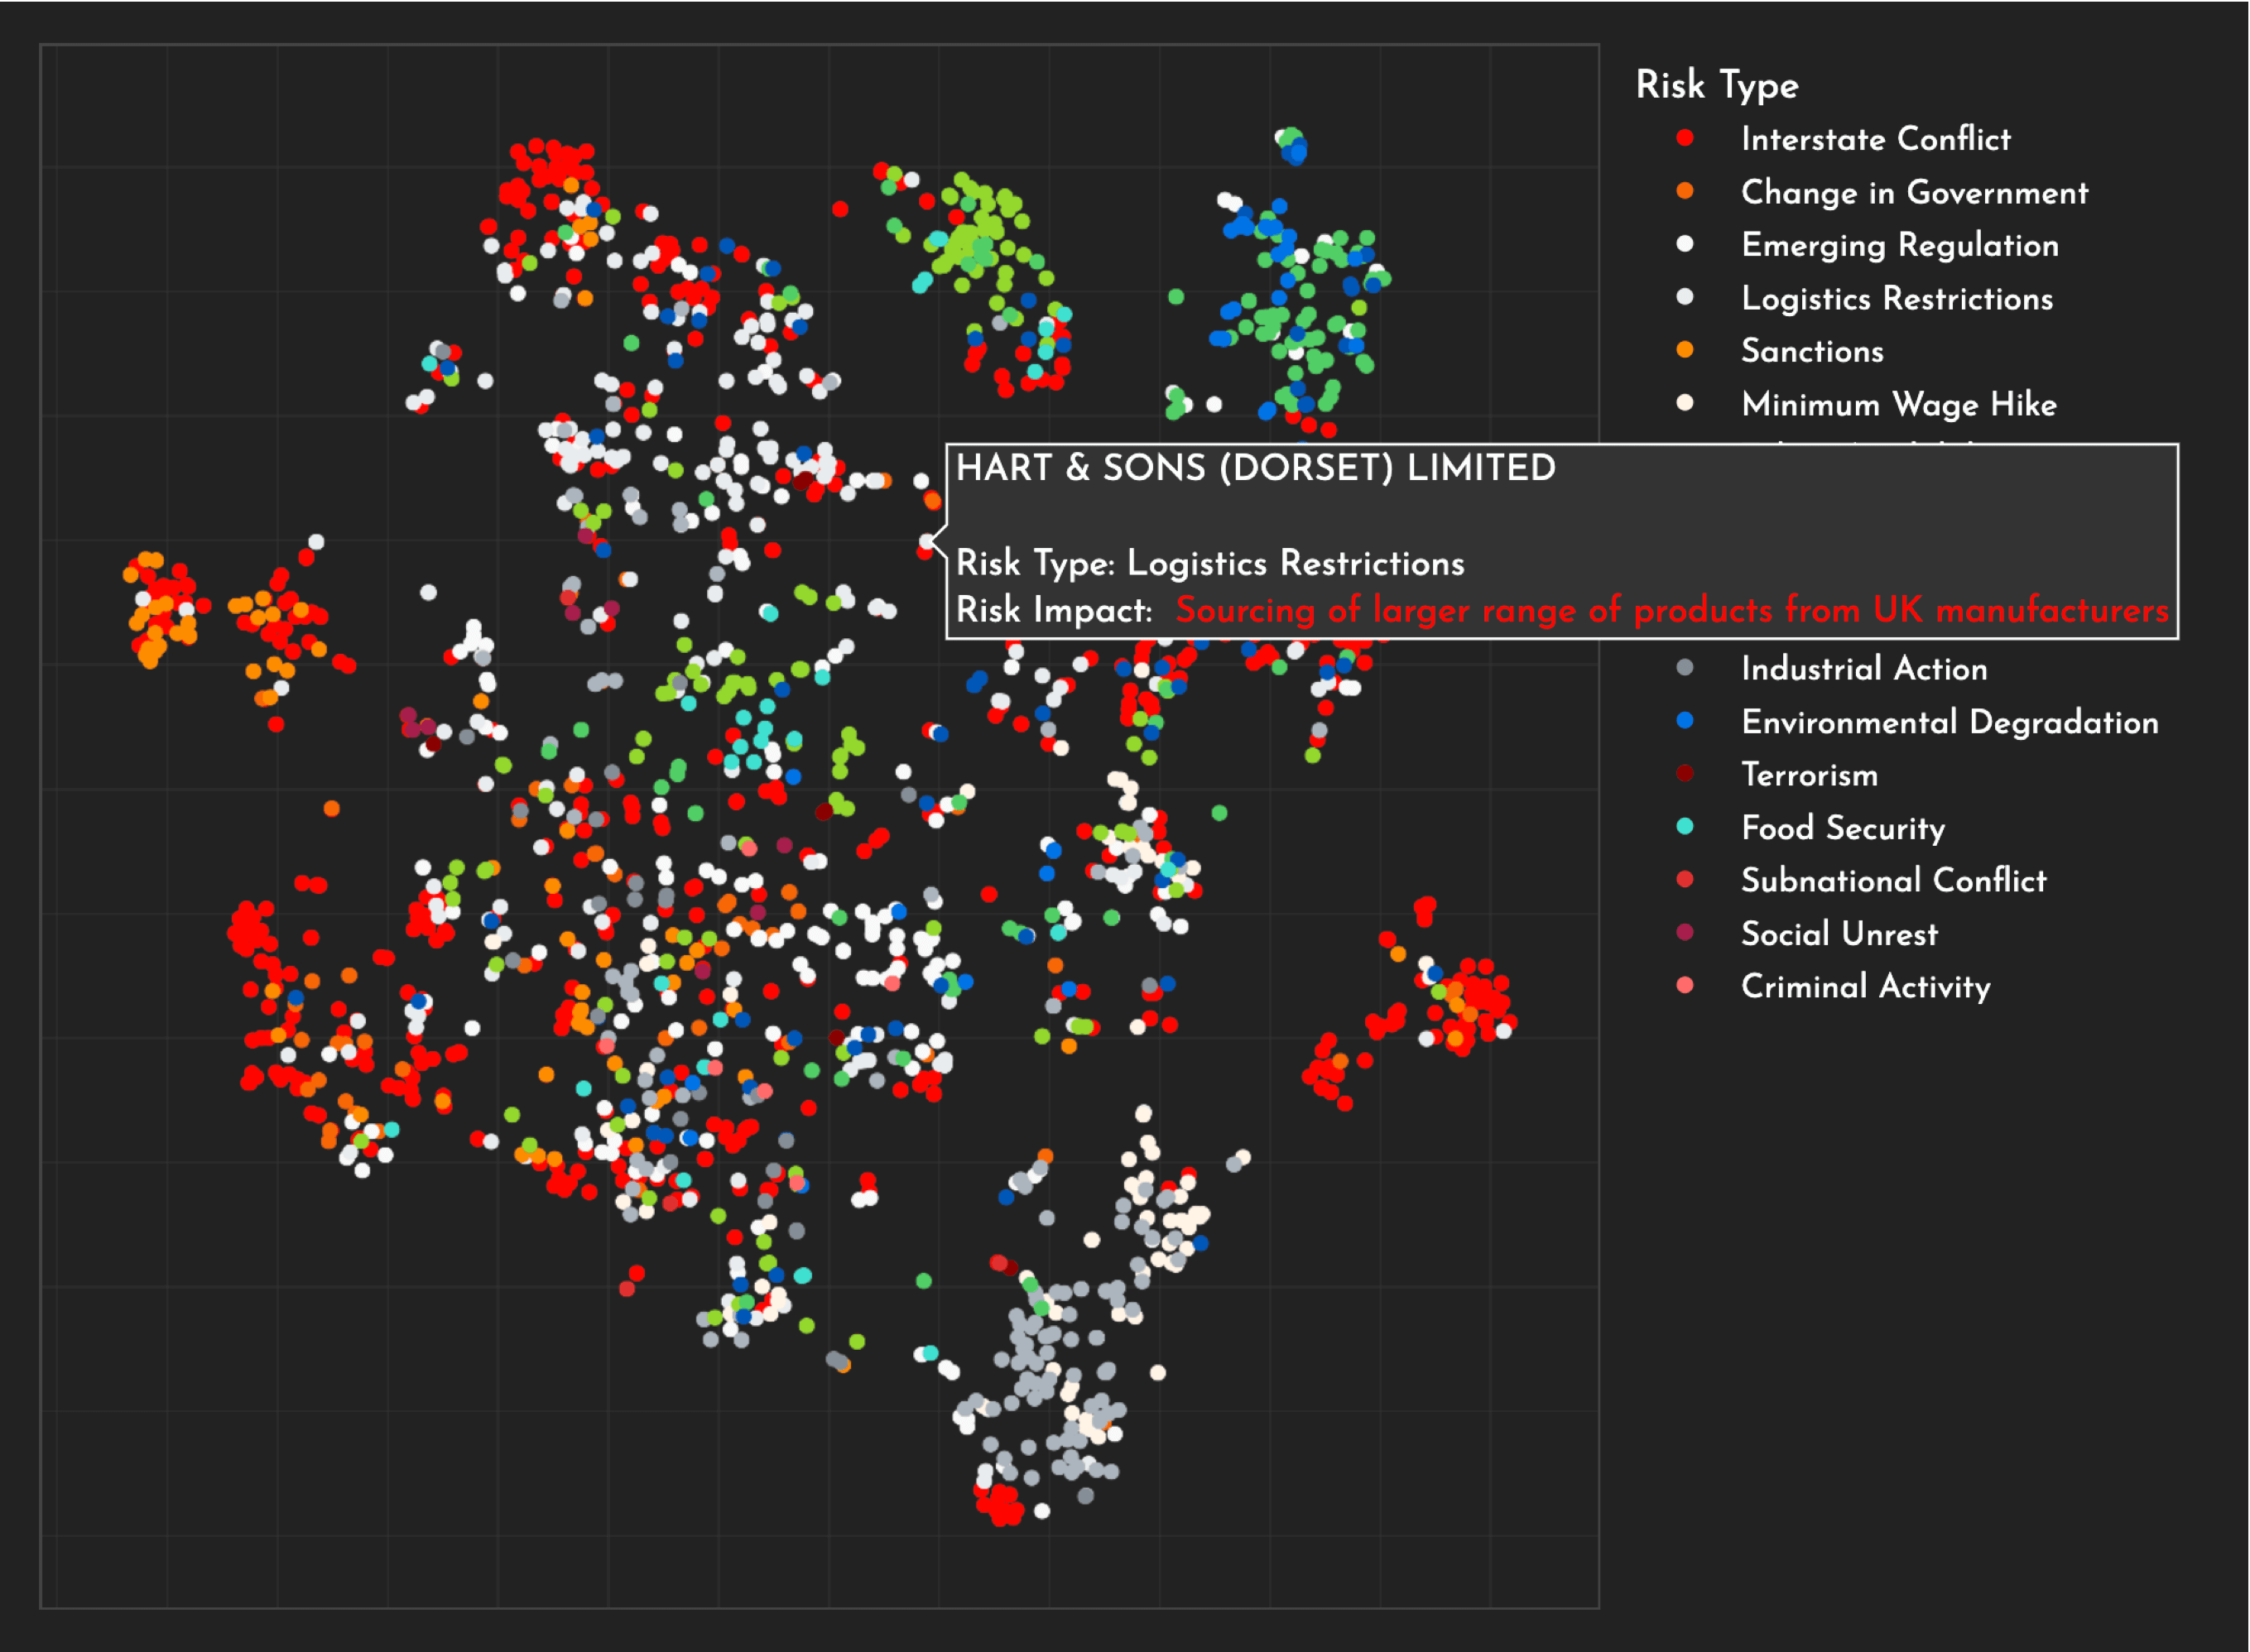 Risk Type
Interstate Conflict
Change in Government
Emerging Regulation
Logistics Restrictions
Sanctions
Minimum Wage Hike
HART & SONS (DORSET) LIMITED
Risk Type: Logistics Restrictions
Risk Impact: Sourcing of larger range of products from UK manufacturers
Industrial Action
Environmental Degradation
Terrorism
Food Security
Subnational Conflict
Social Unrest
Criminal Activity